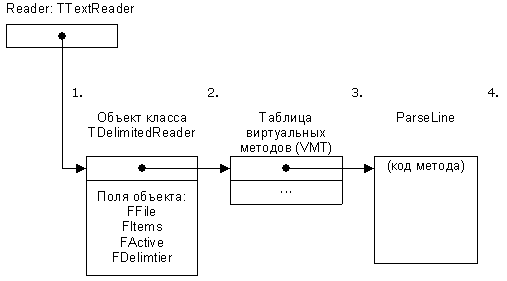 Reader: TTextReader
1.
2.
3.
4.
Объект класса
TDelimitedReader
Таблица
виртуальных
методов (VMT)
ParseLine
(код метода)
...
Поля объекта:
FFile
FItems
FActive
FDelimtier